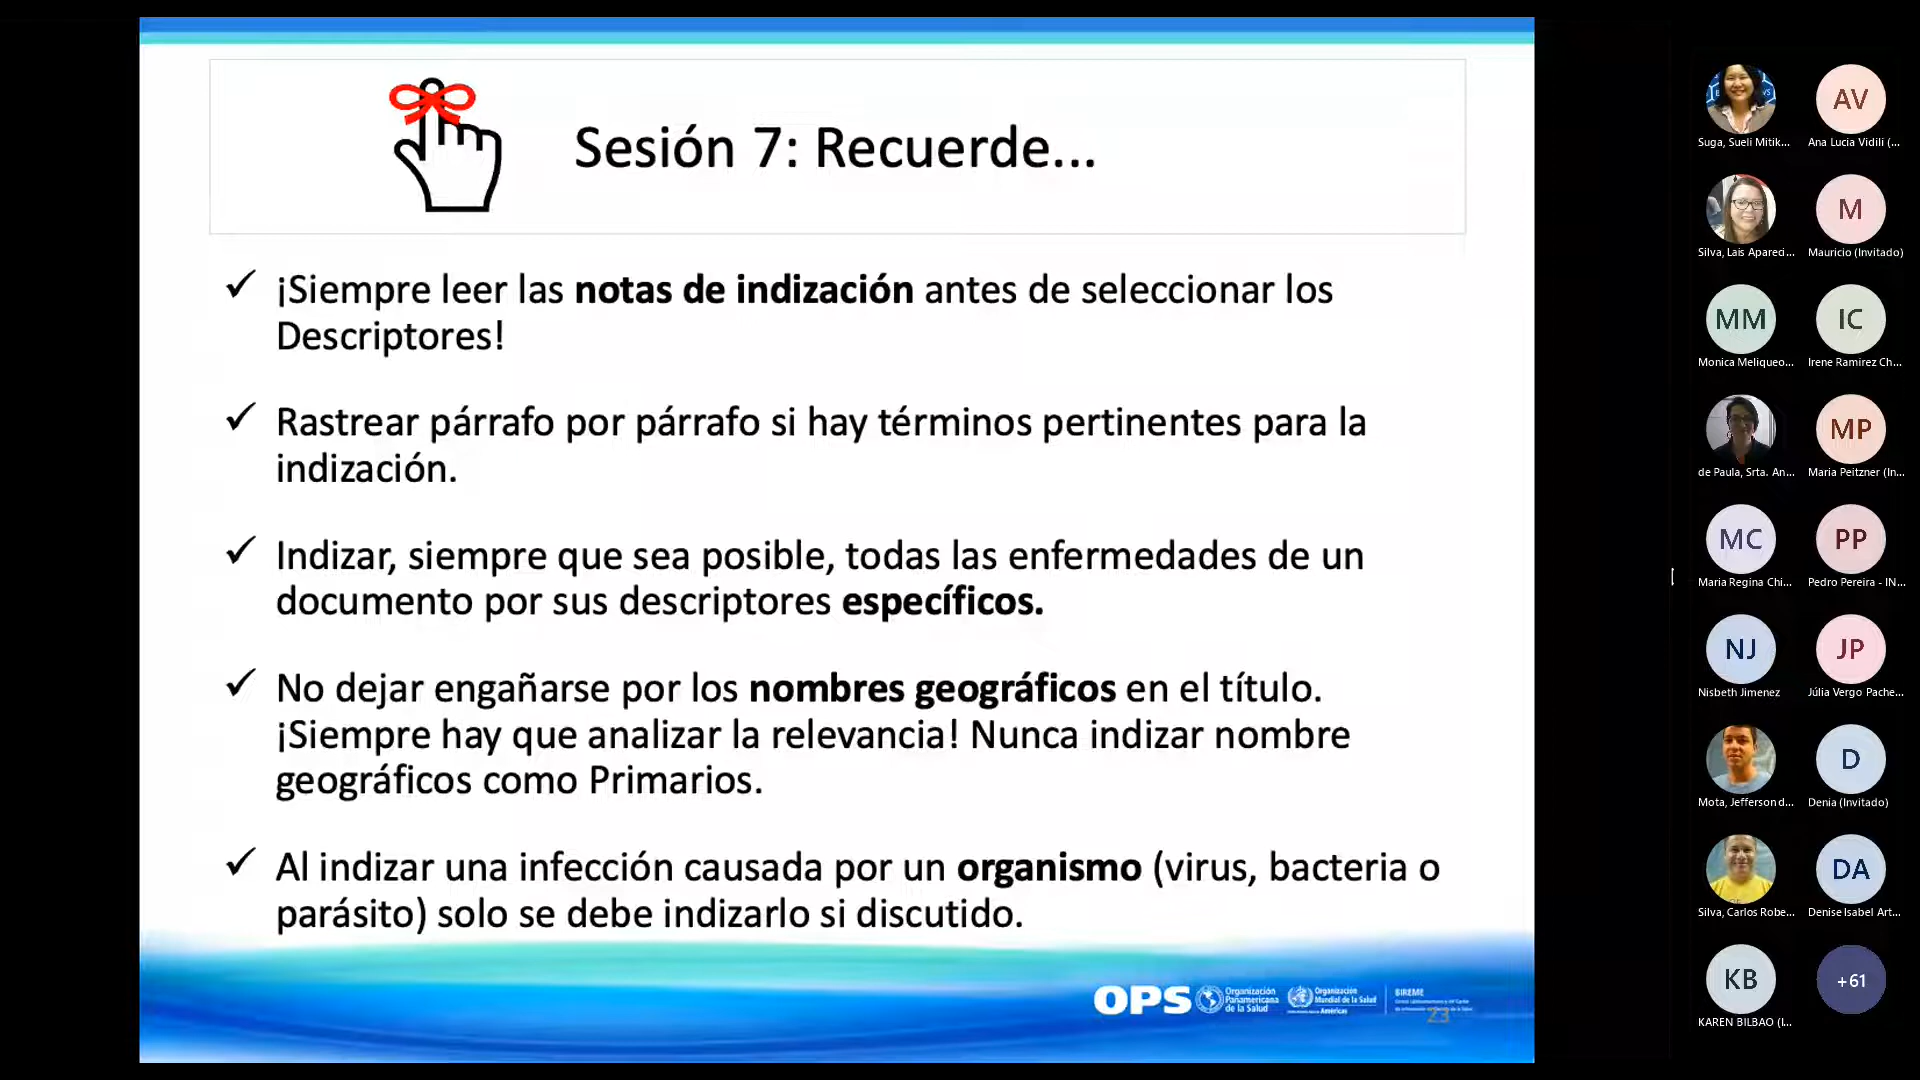 Sesión 7: Recuerde...
✓ ¡Siempre leer las notas de indización antes de seleccionar los
Descriptores!
✓ Rastrear párrafo por párrafo si hay términos pertinentes para la
indización.
✓ Indizar, siempre que sea posible, todas las enfermedades de un
documento por sus descriptores específicos.
✓ No dejar engañarse por los nombres geográficos en el título.
¡Siempre hay que analizar la relevancia! Nunca indizar nombre
geográficos como Primarios.
✓ Al indizar una infección causada por un organismo (virus, bacteria o
parásito) solo se debe indizarlo si discutido.
OPS
Organización
Panamericana
de la Salud
Organización
Mundial de la Salud
Américas
BIREME
23
Suga, Sueli Mitik...
AV
Ana Lucia Vidili (...
Silva, Lais Apareci...
M
Mauricio (Invitado)
MM
Monica Meliqueo...
IC
Irene Ramirez Ch...
de Paula, Srta. An...
MP
Maria Peitzner (In...
MC
Maria Regina Chi...
PP
Pedro Pereira - IN...
NJ
Nisbeth Jimenez
JP
Júlia Vergo Pache...
Mota, Jefferson d...
D
Denia (Invitado)
Silva, Carlos Robe...
DA
Denise Isabel Art...
KB
KAREN BILBAO (I...
+61